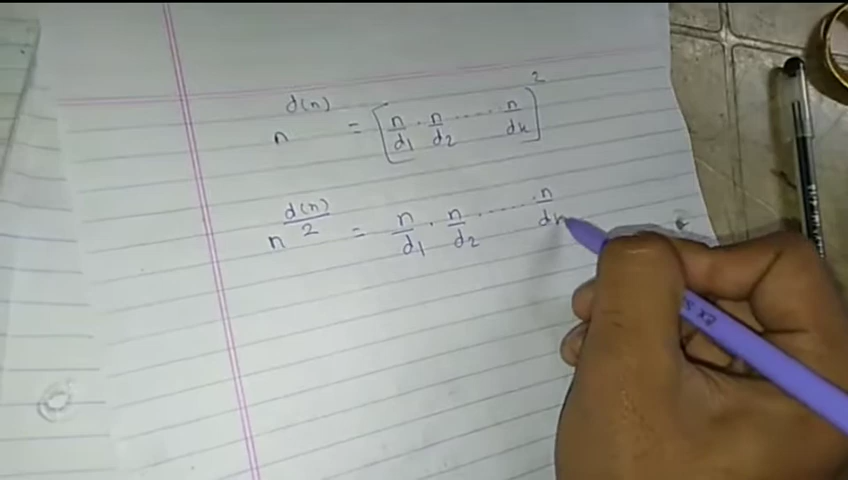 n^{d(n)} = [n/d₁ · n/d₂ ..... n/dₖ]²
n^{d(n)/2} = n/d₁ · n/d₂ ...... n/dₖ